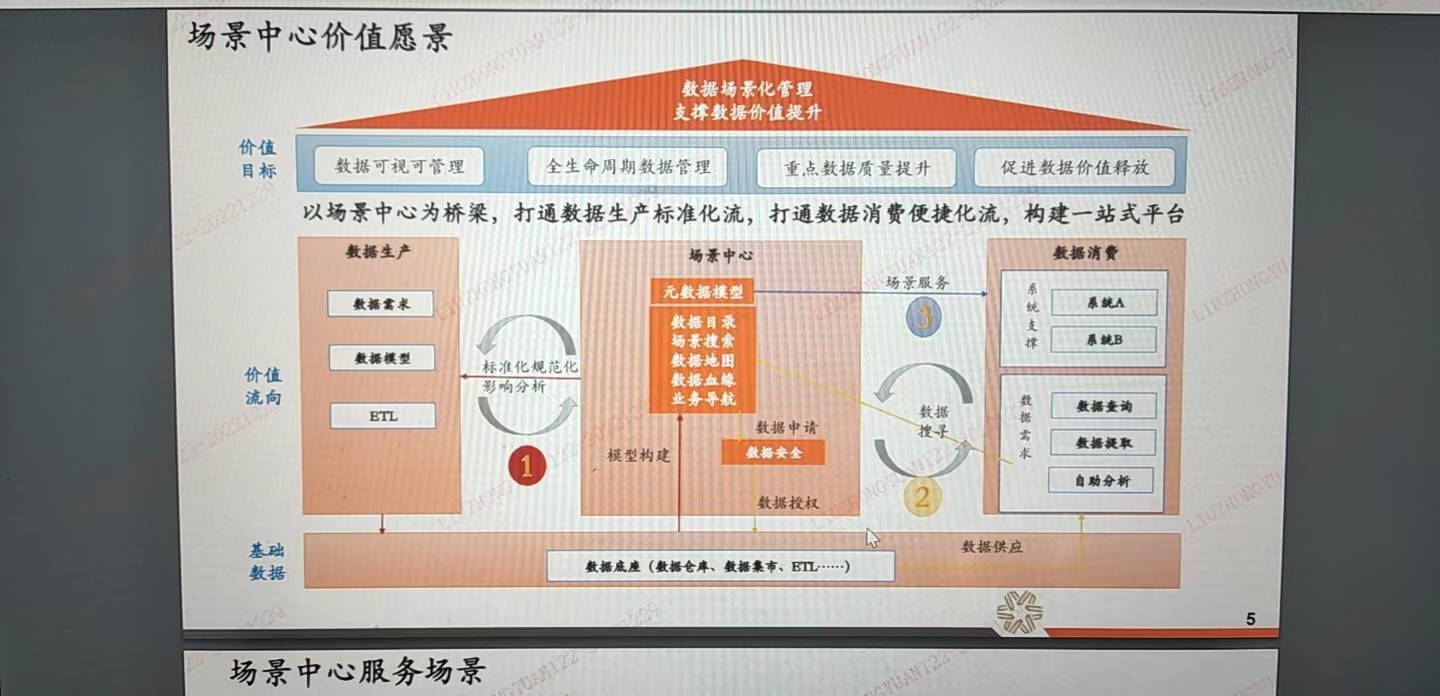 场景中心价值愿景
数据场景化管理
支撑数据价值提升
价值
目标
数据可视可管理
全生命周期数据管理
重点数据质量提升
促进数据价值释放
以场景中心为桥梁，打通数据生产标准化流，打通数据消费便捷化流，构建一站式平台
价值
流向
数据生产
数据需求
数据模型
ETL
标准化规范化
影响分析
1
场景中心
元数据模型
数据目录
场景搜索
数据地图
数据血缘
业务导航
数据申请
数据安全
模型构建
数据授权
场景服务
3
数据
搜寻
2
数据消费
系统支撑
系统A
系统B
数据需求
数据查询
数据提取
自助分析
基础
数据
数据底座（数据仓库、数据集市、ETL……）
数据供应
5
场景中心服务场景